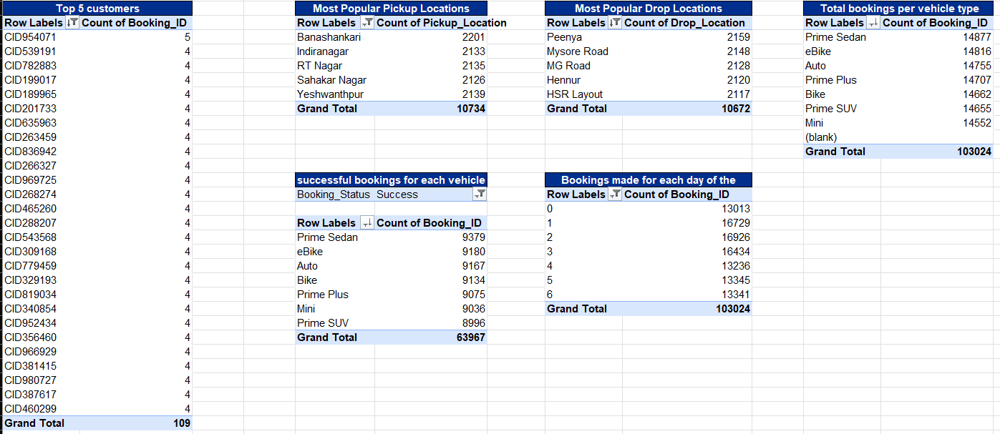 Top 5 customers
Row Labels Count of Booking_ID
CID954071 5
CID539191 4
CID782883 4
CID199017 4
CID189965 4
CID201733 4
CID635963 4
CID263459 4
CID836942 4
CID266327 4
CID969725 4
CID268274 4
CID465260 4
CID288207 4
CID543568 4
CID309168 4
CID779459 4
CID329193 4
CID819034 4
CID340854 4
CID952434 4
CID356460 4
CID966929 4
CID381415 4
CID980727 4
CID387617 4
CID460299 4
Grand Total 109
Most Popular Pickup Locations
Row Labels Count of Pickup_Location
Banashankari 2201
Indiranagar 2133
RT Nagar 2135
Sahakar Nagar 2126
Yeshwanthpur 2139
Grand Total 10734
Most Popular Drop Locations
Row Labels Count of Drop_Location
Peenya 2159
Mysore Road 2148
MG Road 2128
Hennur 2120
HSR Layout 2117
Grand Total 10672
Total bookings per vehicle type
Row Labels Count of Booking_ID
Prime Sedan 14877
eBike 14816
Auto 14755
Prime Plus 14707
Bike 14662
Prime SUV 14655
Mini 14552
(blank)
Grand Total 103024
successful bookings for each vehicle
Booking_Status Success
Row Labels Count of Booking_ID
Prime Sedan 9379
eBike 9180
Auto 9167
Bike 9134
Prime Plus 9075
Mini 9036
Prime SUV 8996
Grand Total 63967
Bookings made for each day of the
Row Labels Count of Booking_ID
0 13013
1 16729
2 16926
3 16434
4 13236
5 13345
6 13341
Grand Total 103024